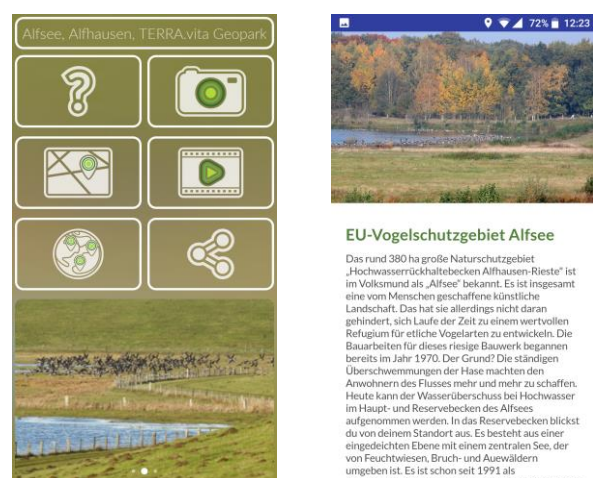 Alfsee, Alfhausen, TERRA.vita Geopark
72% 12:23
EU-Vogelschutzgebiet Alfsee
Das rund 380 ha große Naturschutzgebiet
„Hochwasserrückhaltebecken Alfhausen-Rieste" ist
im Volksmund als „Alfsee" bekannt. Es ist insgesamt
eine vom Menschen geschaffene künstliche
Landschaft. Das hat sie allerdings nicht daran
gehindert, sich Laufe der Zeit zu einem wertvollen
Refugium für etliche Vogelarten zu entwickeln. Die
Bauarbeiten für dieses riesige Bauwerk begannen
bereits im Jahr 1970. Der Grund? Die ständigen
Überschwemmungen der Hase machten den
Anwohnern des Flusses mehr und mehr zu schaffen.
Heute kann der Wasserüberschuss bei Hochwasser
im Haupt- und Reservebecken des Alfsees
aufgenommen werden. In das Reservebecken blickst
du von deinem Standort aus. Es besteht aus einer
eingedeichten Ebene mit einem zentralen See, der
von Feuchtwiesen, Bruch- und Auewäldern
umgeben ist. Es ist schon seit 1991 als